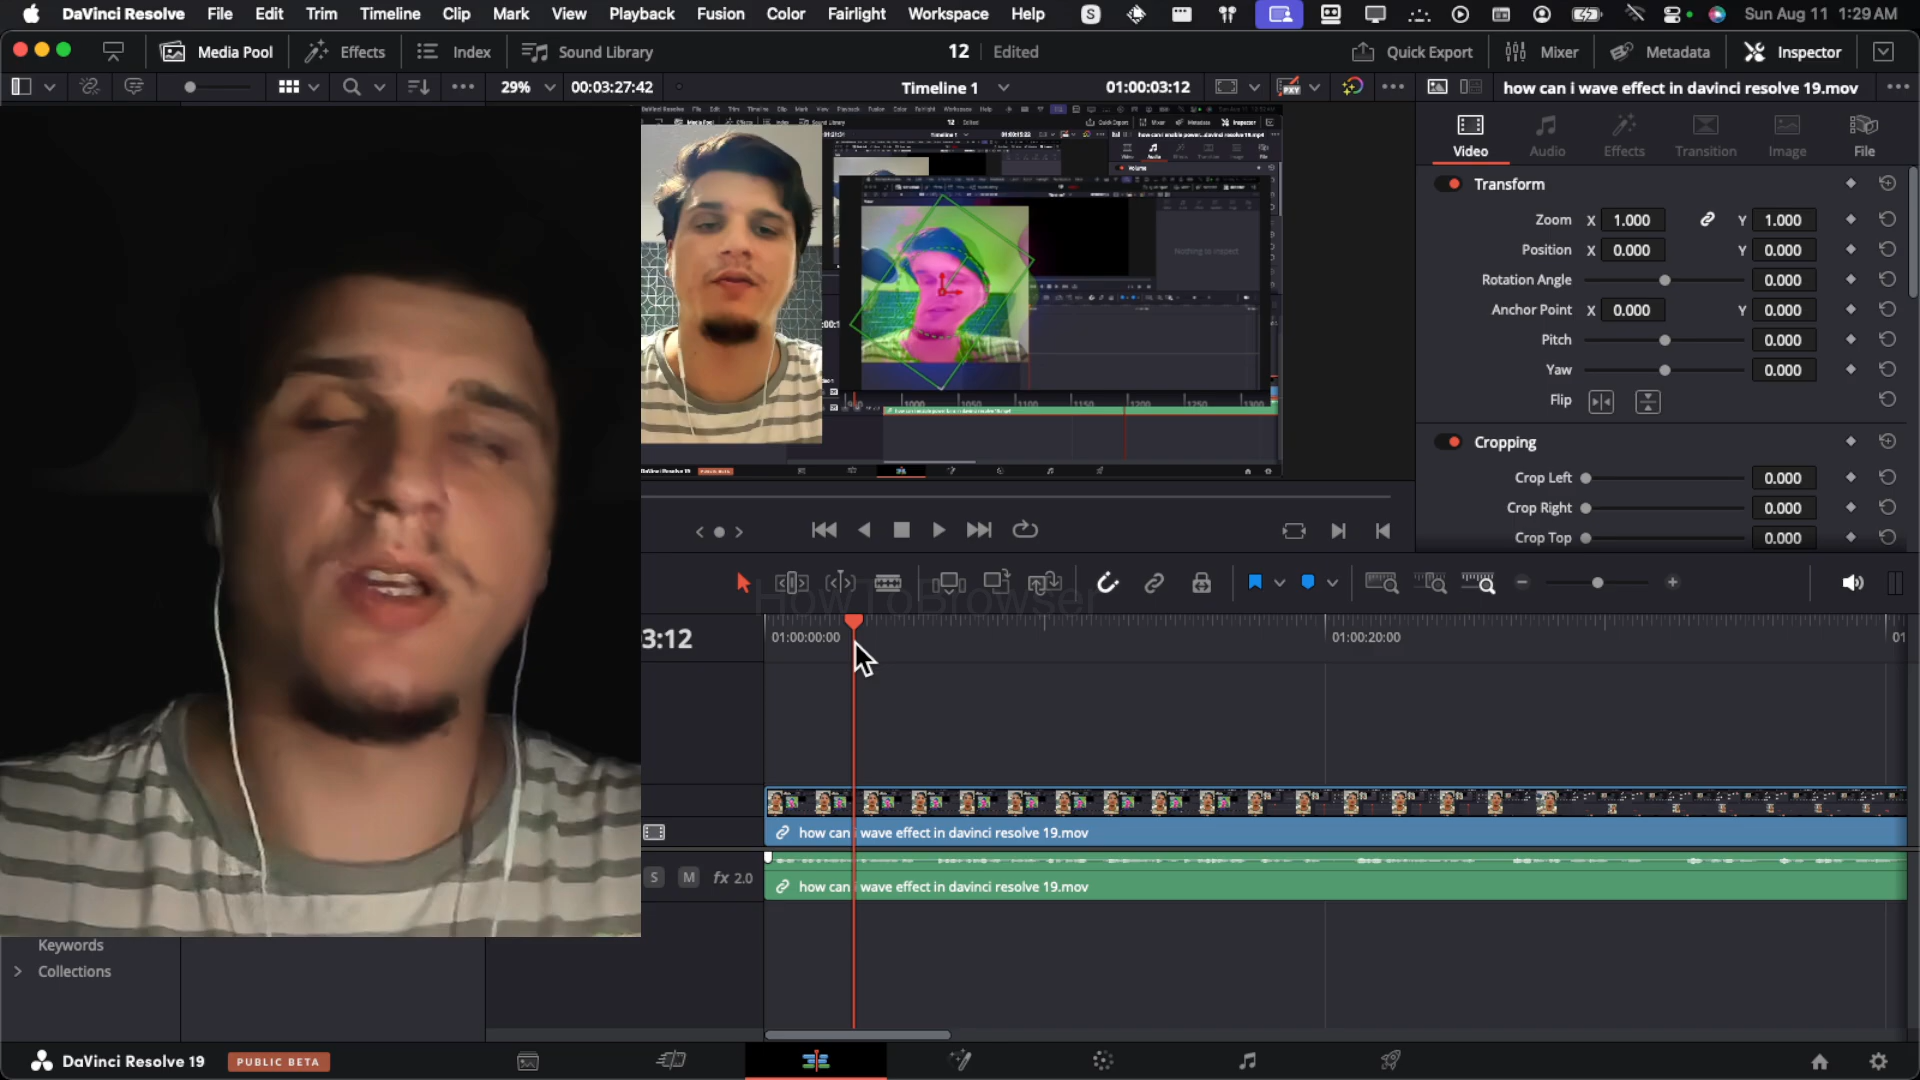 DaVinci Resolve File Edit Trim Timeline Clip Mark View Playback Fusion Color Fairlight Workspace Help S Sun Aug 11 1:29 AM
Media Pool Effects Index Sound Library 12 Edited Quick Export Mixer Metadata Inspector
29% 00:03:27:42 Timeline 1 01:00:03:12 PXY how can i wave effect in davinci resolve 19.mov
Video Audio Effects Transition Image File
Transform
Zoom X 1.000 Y 1.000
Position X 0.000 Y 0.000
Rotation Angle 0.000
Anchor Point X 0.000 Y 0.000
Pitch 0.000
Yaw 0.000
Flip
Cropping
Crop Left 0.000
Crop Right 0.000
Crop Top 0.000
Nothing to inspect
HowToBrowser
3:12
01:00:00:00 01:00:20:00 01
how can i wave effect in davinci resolve 19.mov
S M fx 2.0
how can i wave effect in davinci resolve 19.mov
Keywords
Collections
DaVinci Resolve 19 PUBLIC BETA